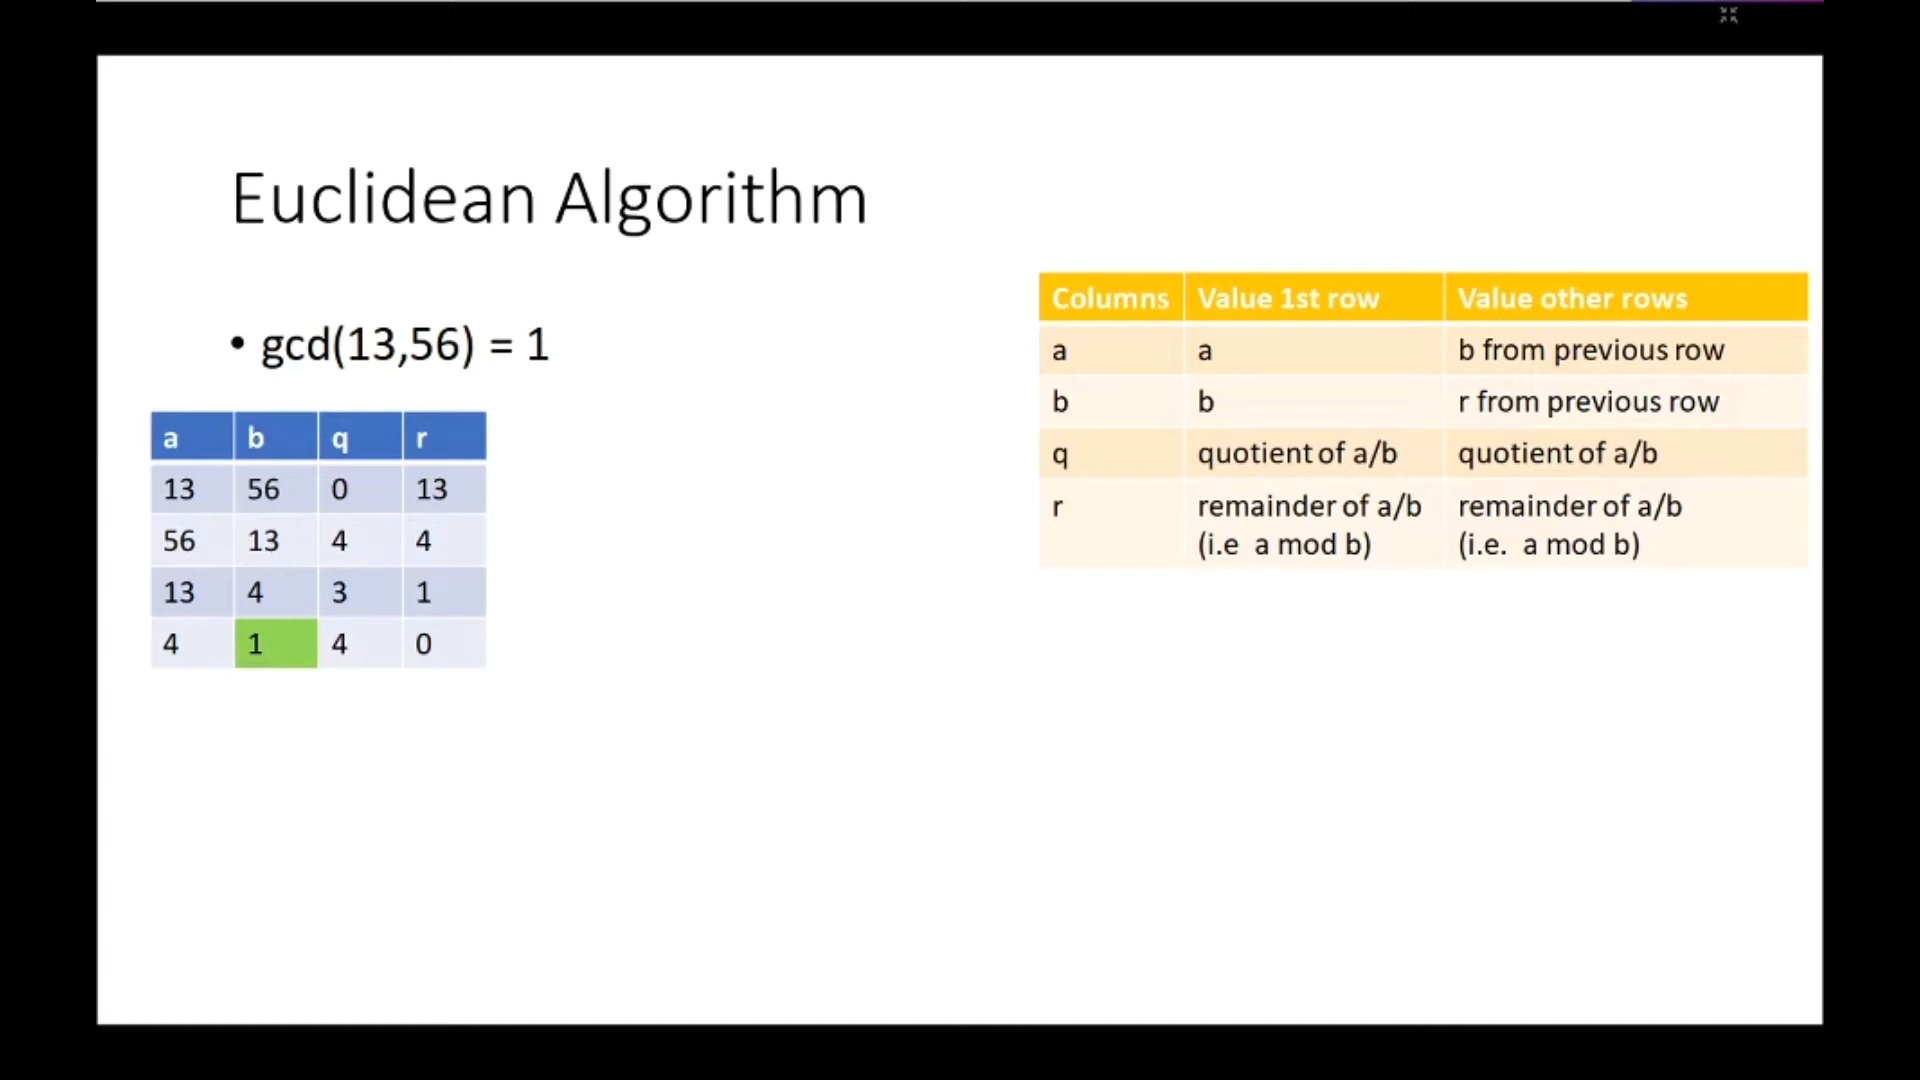 Euclidean Algorithm
• gcd(13,56) = 1
a b q r
13 56 0 13
56 13 4 4
13 4 3 1
4 1 4 0
Columns Value 1st row Value other rows
a a b from previous row
b b r from previous row
q quotient of a/b quotient of a/b
r remainder of a/b remainder of a/b
(i.e a mod b) (i.e. a mod b)